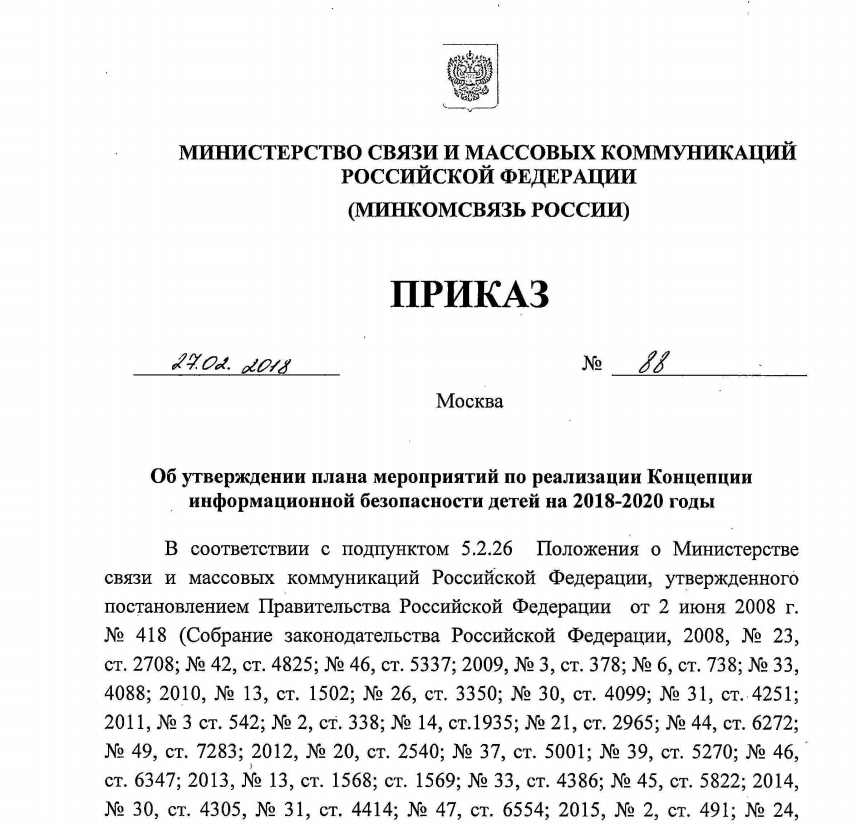 МИНИСТЕРСТВО СВЯЗИ И МАССОВЫХ КОММУНИКАЦИЙ
РОССИЙСКОЙ ФЕДЕРАЦИИ
(МИНКОМСВЯЗЬ РОССИИ)
ПРИКАЗ
27.02. 2018 № 88
Москва
Об утверждении плана мероприятий по реализации Концепции
информационной безопасности детей на 2018-2020 годы
В соответствии с подпунктом 5.2.26 Положения о Министерстве
связи и массовых коммуникаций Российской Федерации, утвержденного
постановлением Правительства Российской Федерации от 2 июня 2008 г.
№ 418 (Собрание законодательства Российской Федерации, 2008, № 23,
ст. 2708; № 42, ст. 4825; № 46, ст. 5337; 2009, № 3, ст. 378; № 6, ст. 738; № 33,
4088; 2010, № 13, ст. 1502; № 26, ст. 3350; № 30, ст. 4099; № 31, ст. 4251;
2011, № 3 ст. 542; № 2, ст. 338; № 14, ст.1935; № 21, ст. 2965; № 44, ст. 6272;
№ 49, ст. 7283; 2012, № 20, ст. 2540; № 37, ст. 5001; № 39, ст. 5270; № 46,
ст. 6347; 2013, № 13, ст. 1568; ст. 1569; № 33, ст. 4386; № 45, ст. 5822; 2014,
№ 30, ст. 4305, № 31, ст. 4414; № 47, ст. 6554; 2015, № 2, ст. 491; № 24,